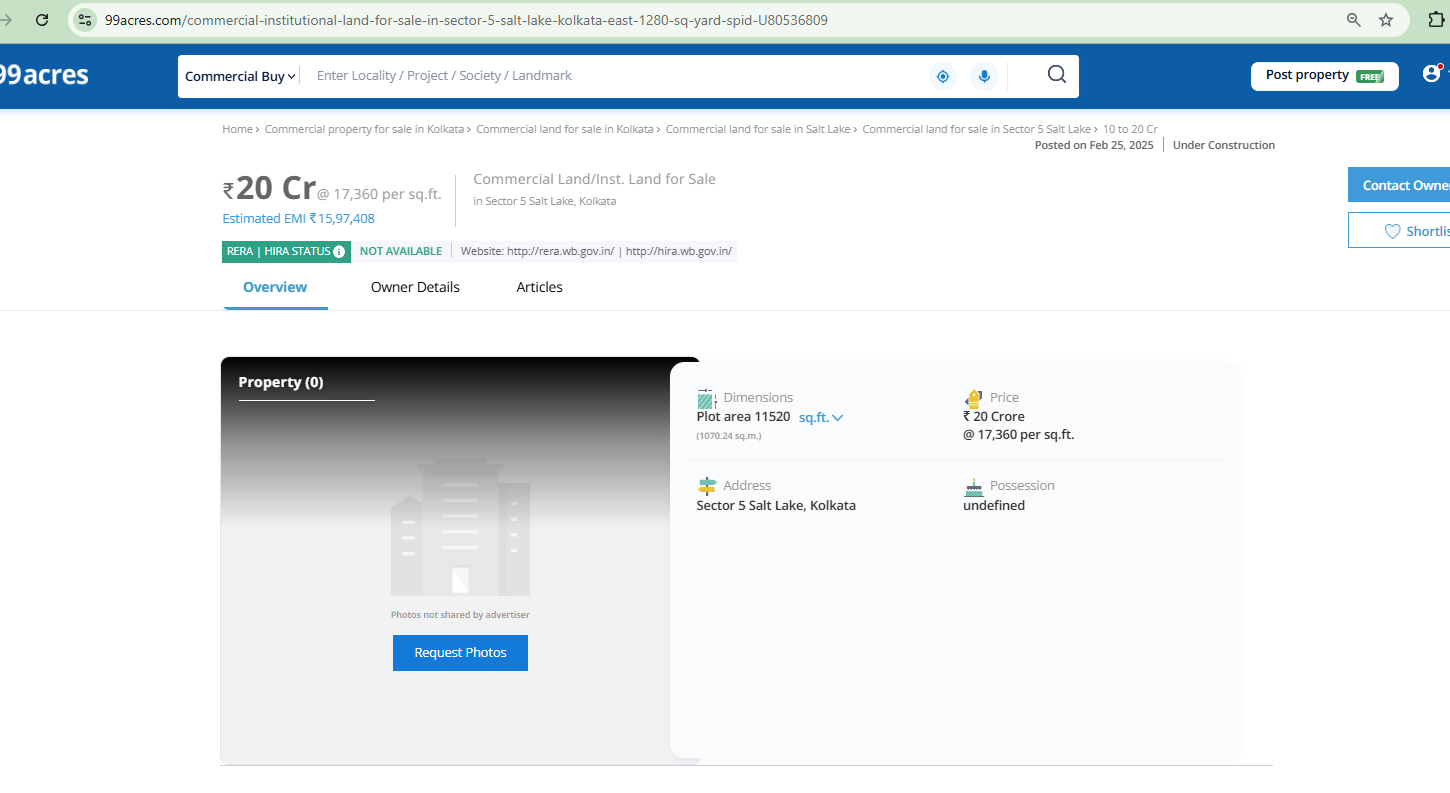 99acres.com/commercial-institutional-land-for-sale-in-sector-5-salt-lake-kolkata-east-1280-sq-yard-spid-U80536809
99acres
Commercial Buy
Enter Locality / Project / Society / Landmark
Post property FREE
Home > Commercial property for sale in Kolkata > Commercial land for sale in Kolkata > Commercial land for sale in Salt Lake > Commercial land for sale in Sector 5 Salt Lake > 10 to 20 Cr
Posted on Feb 25, 2025 | Under Construction
₹20 Cr @ 17,360 per sq.ft.
Estimated EMI ₹15,97,408
Commercial Land/Inst. Land for Sale
in Sector 5 Salt Lake, Kolkata
Contact Owne
Shortlis
RERA | HIRA STATUS i NOT AVAILABLE | Website: http://rera.wb.gov.in/ | http://hira.wb.gov.in/
Overview
Owner Details
Articles
Property (0)
Photos not shared by advertiser
Request Photos
Dimensions
Plot area 11520 sq.ft.
(1070.24 sq.m.)
Price
₹ 20 Crore
@ 17,360 per sq.ft.
Address
Sector 5 Salt Lake, Kolkata
Possession
undefined